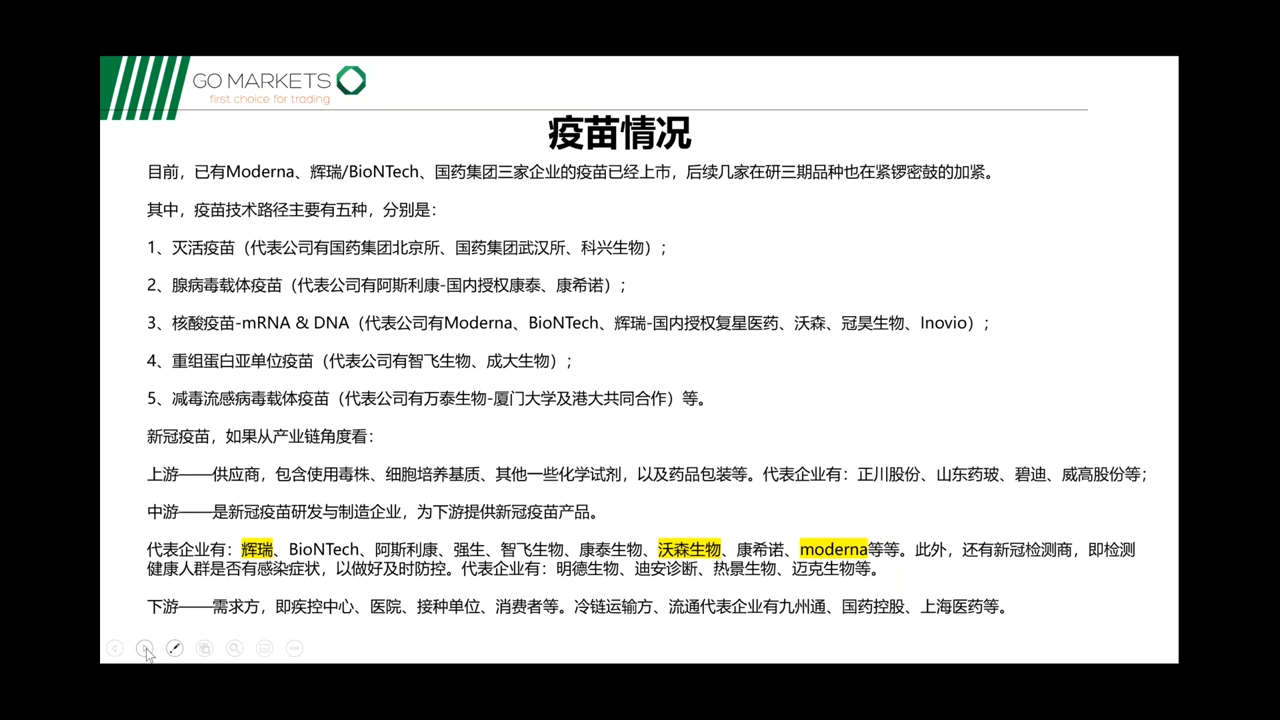 GO MARKETS
first choice for trading
疫苗情况
目前，已有Moderna、辉瑞/BioNTech、国药集团三家企业的疫苗已经上市，后续几家在研三期品种也在紧锣密鼓的加紧。
其中，疫苗技术路径主要有五种，分别是：
1、灭活疫苗（代表公司有国药集团北京所、国药集团武汉所、科兴生物）；
2、腺病毒载体疫苗（代表公司有阿斯利康-国内授权康泰、康希诺）；
3、核酸疫苗-mRNA & DNA（代表公司有Moderna、BioNTech、辉瑞-国内授权复星医药、沃森、冠昊生物、Inovio）；
4、重组蛋白亚单位疫苗（代表公司有智飞生物、成大生物）；
5、减毒流感病毒载体疫苗（代表公司有万泰生物-厦门大学及港大共同合作）等。
新冠疫苗，如果从产业链角度看：
上游——供应商，包含使用毒株、细胞培养基质、其他一些化学试剂，以及药品包装等。代表企业有：正川股份、山东药玻、碧迪、威高股份等；
中游——是新冠疫苗研发与制造企业，为下游提供新冠疫苗产品。
代表企业有：辉瑞、BioNTech、阿斯利康、强生、智飞生物、康泰生物、沃森生物、康希诺、moderna等等。此外，还有新冠检测商，即检测
健康人群是否有感染症状，以做好及时防控。代表企业有：明德生物、迪安诊断、热景生物、迈克生物等。
下游——需求方，即疾控中心、医院、接种单位、消费者等。冷链运输方、流通代表企业有九州通、国药控股、上海医药等。